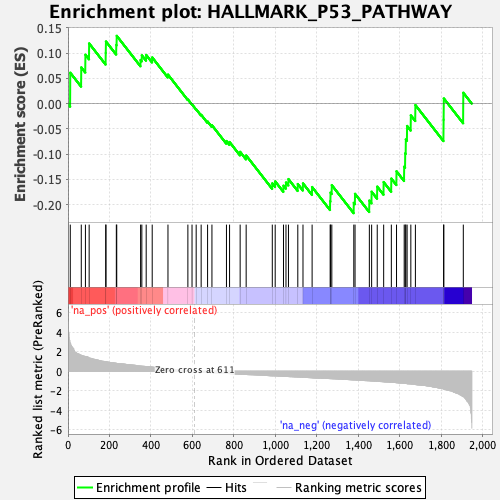 Enrichment plot: HALLMARK_P53_PATHWAY
Enrichment score (ES)
0.15
0.10
0.05
0.00
-0.05
-0.10
-0.15
-0.20
'na_pos' (positively correlated)
Ranked list metric (PreRanked)
6
4
2
0
-2
-4
-6
Zero cross at 611
'na_neg' (negatively correlated)
0 200 400 600 800 1,000 1,200 1,400 1,600 1,800 2,000
Rank in Ordered Dataset
Enrichment profile Hits Ranking metric scores